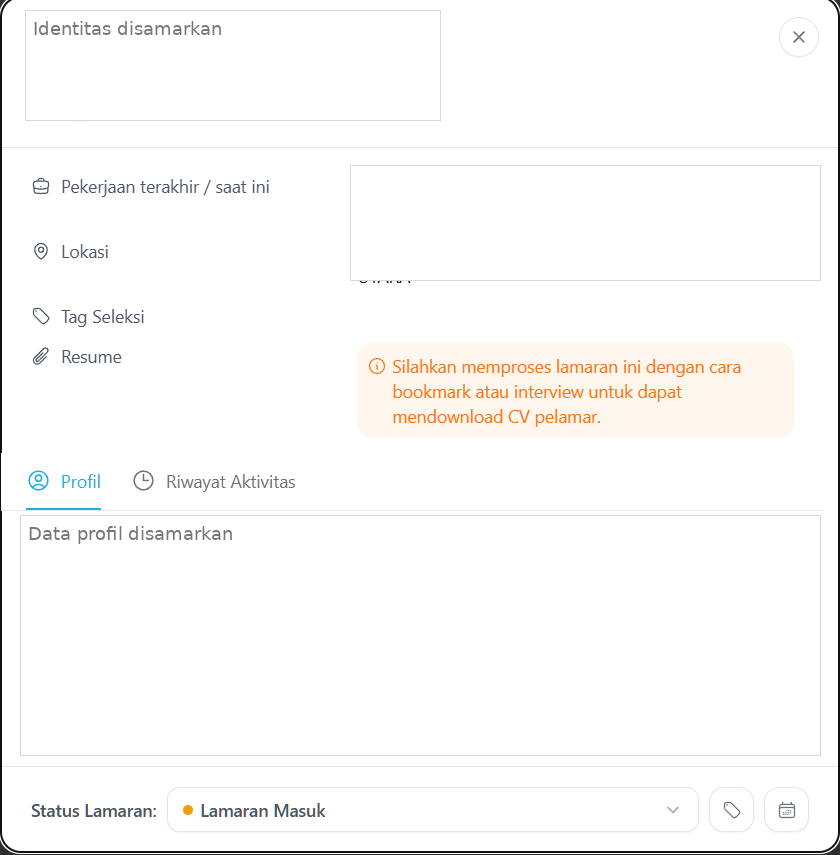 Identitas disamarkan
Pekerjaan terakhir / saat ini
Lokasi
Tag Seleksi
Resume
Silahkan memproses lamaran ini dengan cara
bookmark atau interview untuk dapat
mendownload CV pelamar.
Profil
Riwayat Aktivitas
Data profil disamarkan
Status Lamaran:
Lamaran Masuk